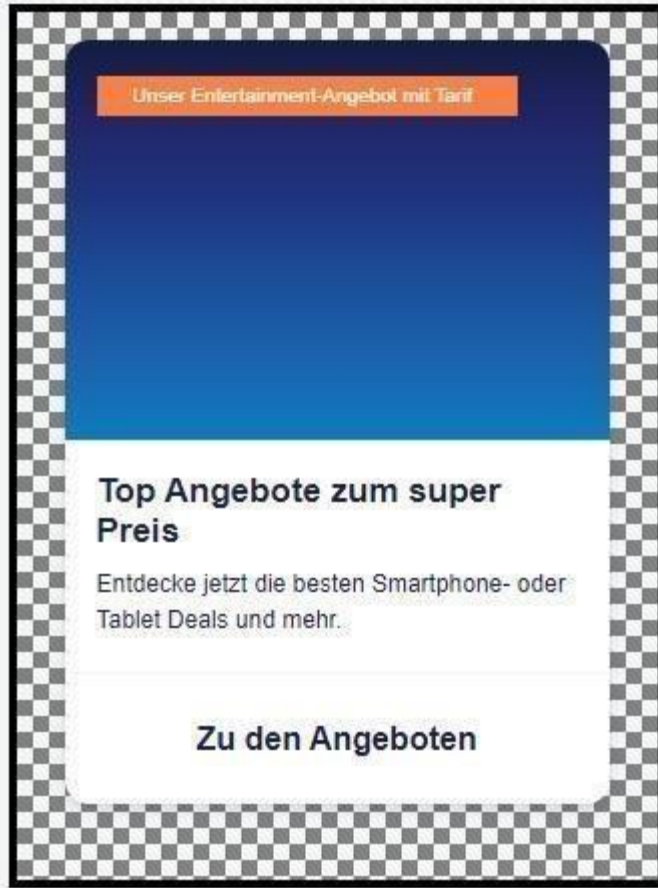 Unser Entertainment-Angebot mit Tarif
Top Angebote zum super
Preis
Entdecke jetzt die besten Smartphone- oder
Tablet Deals und mehr.
Zu den Angeboten